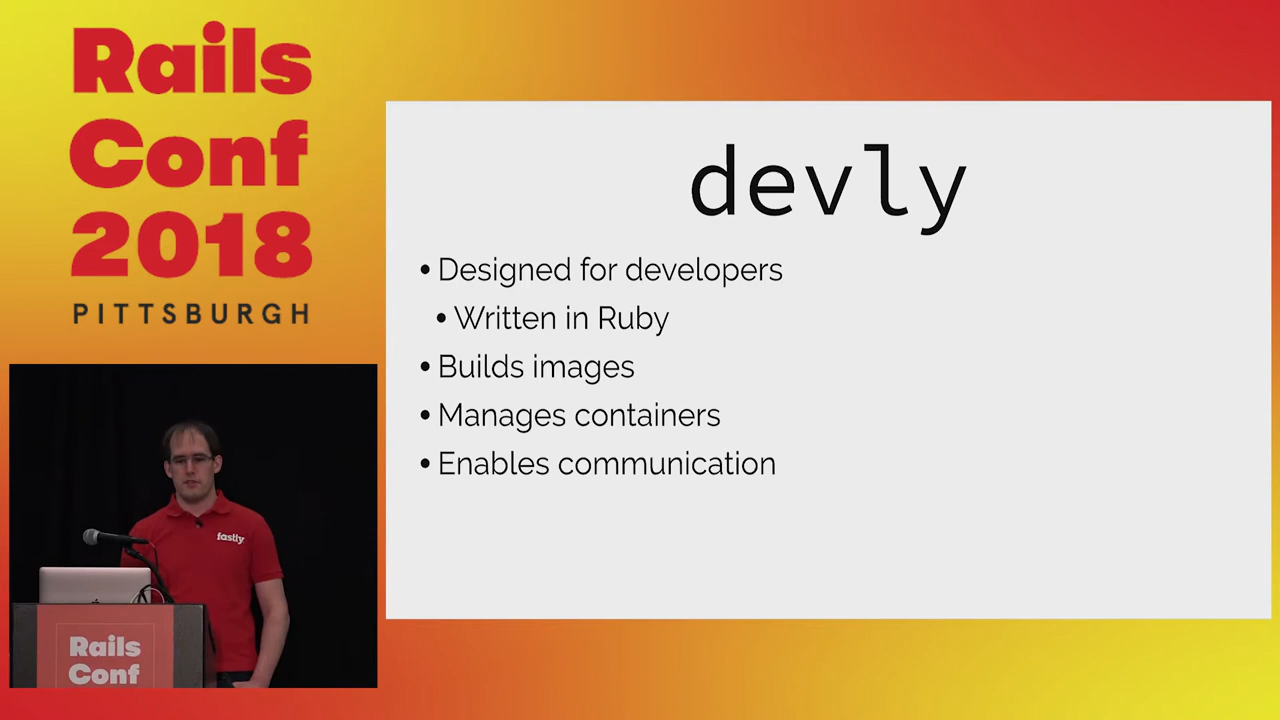 Rails
Conf
2018
PITTSBURGH
devly
• Designed for developers
• Written in Ruby
• Builds images
• Manages containers
• Enables communication
fastly
Rails
Conf